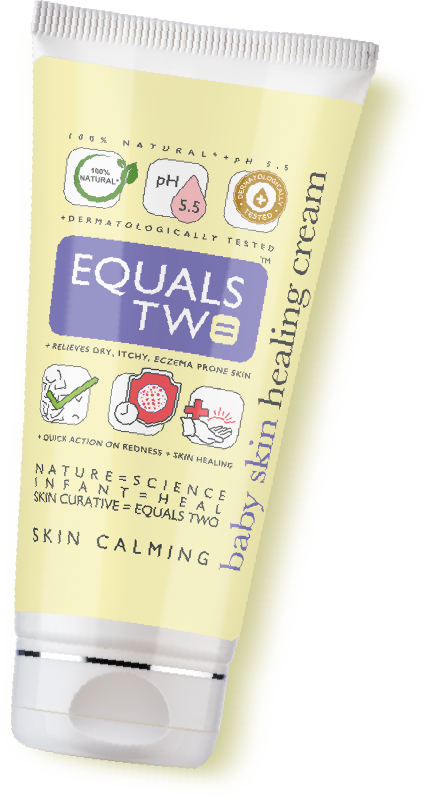 100% NATURAL* + pH 5.5
100%
NATURAL*
pH
5.5
DERMATOLOGICALLY
TESTED
+DERMATOLOGICALLY TESTED
TM
EQUALS
TW=
+ RELIEVES DRY, ITCHY, ECZEMA PRONE SKIN
+ QUICK ACTION ON REDNESS + SKIN HEALING
NATURE=SCIENCE
INFANT=HEAL
SKIN CURATIVE = EQUALS TWO
SKIN CALMING
baby skin healing cream